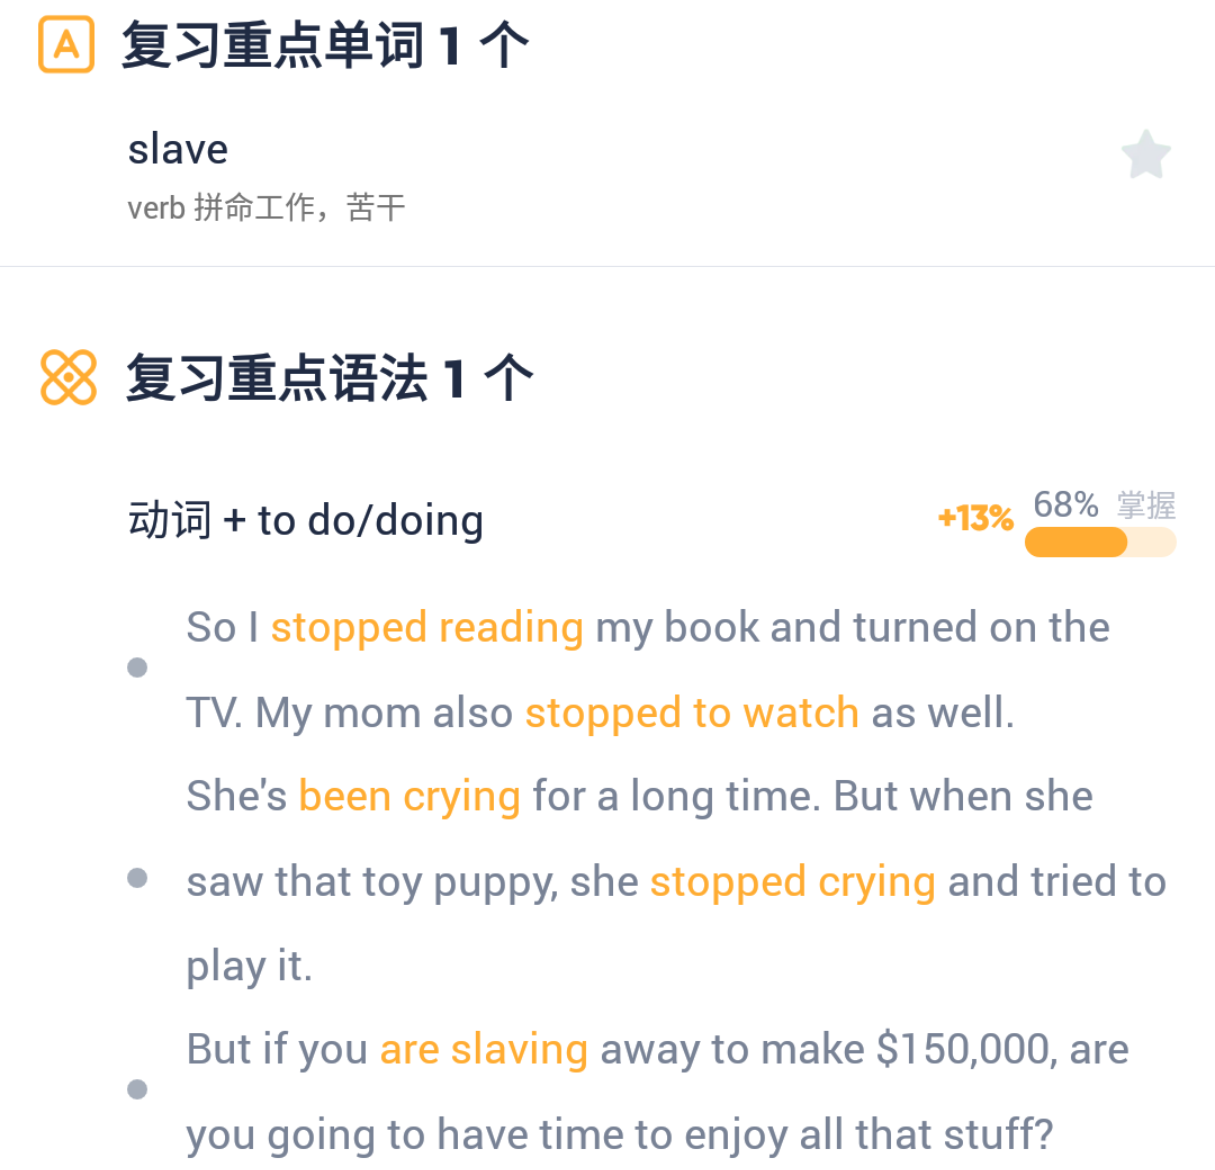 A 复习重点单词 1 个
slave
verb 拼命工作，苦干
复习重点语法 1 个
动词 + to do/doing +13% 68% 掌握
So I stopped reading my book and turned on the
TV. My mom also stopped to watch as well.
She's been crying for a long time. But when she
saw that toy puppy, she stopped crying and tried to
play it.
But if you are slaving away to make $150,000, are
you going to have time to enjoy all that stuff?